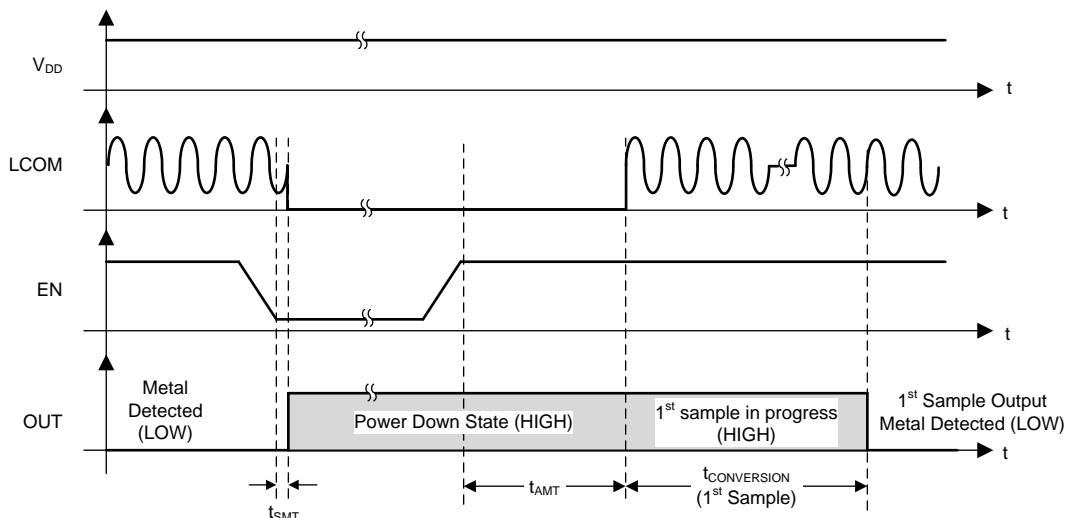 V_DD
t
LCOM
t
EN
t
OUT
Metal
Detected
(LOW)
Power Down State (HIGH)
1st sample in progress
(HIGH)
1st Sample Output
Metal Detected (LOW)
t
t_SMT
t_AMT
t_CONVERSION
(1st Sample)